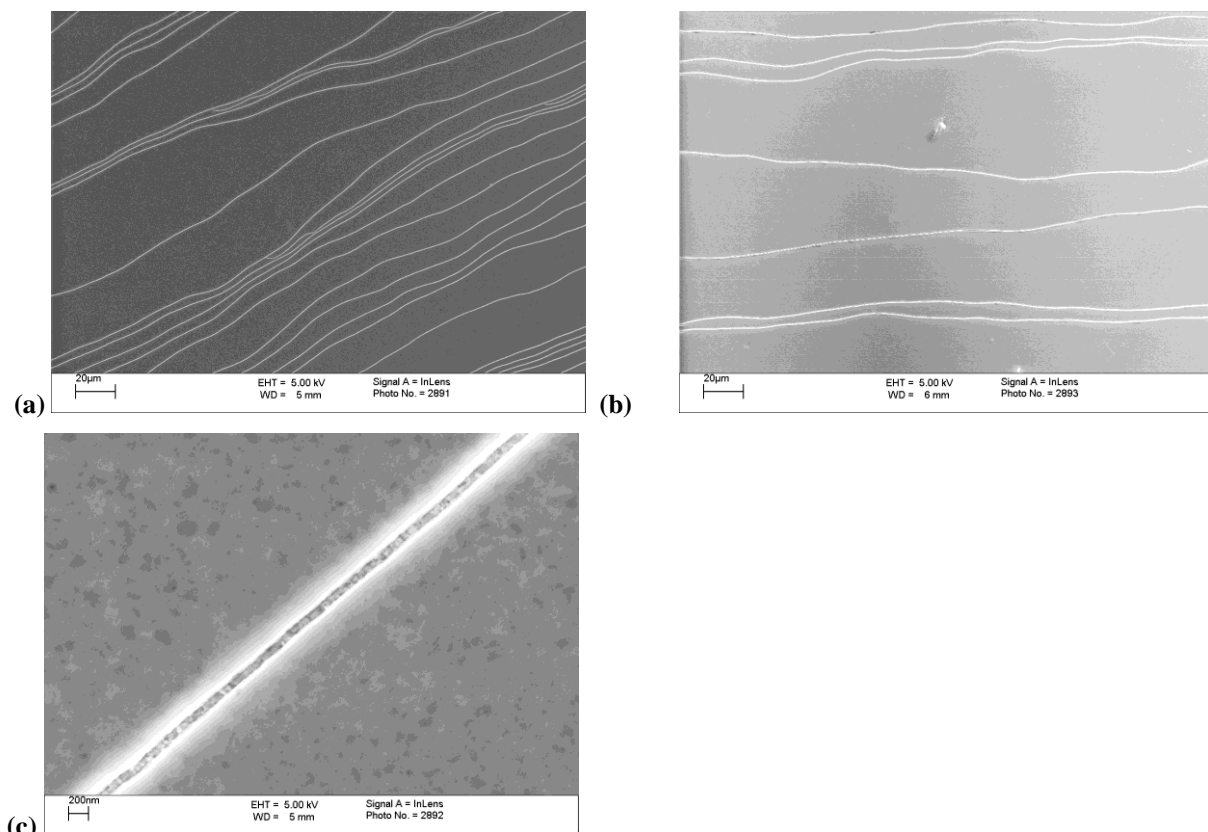 20µm
EHT = 5.00 kV
Signal A = InLens
WD = 5 mm
Photo No. = 2891
(a)
20µm
EHT = 5.00 kV
Signal A = InLens
WD = 6 mm
Photo No. = 2893
(b)
200nm
EHT = 5.00 kV
Signal A = InLens
WD = 5 mm
Photo No. = 2892
(c)